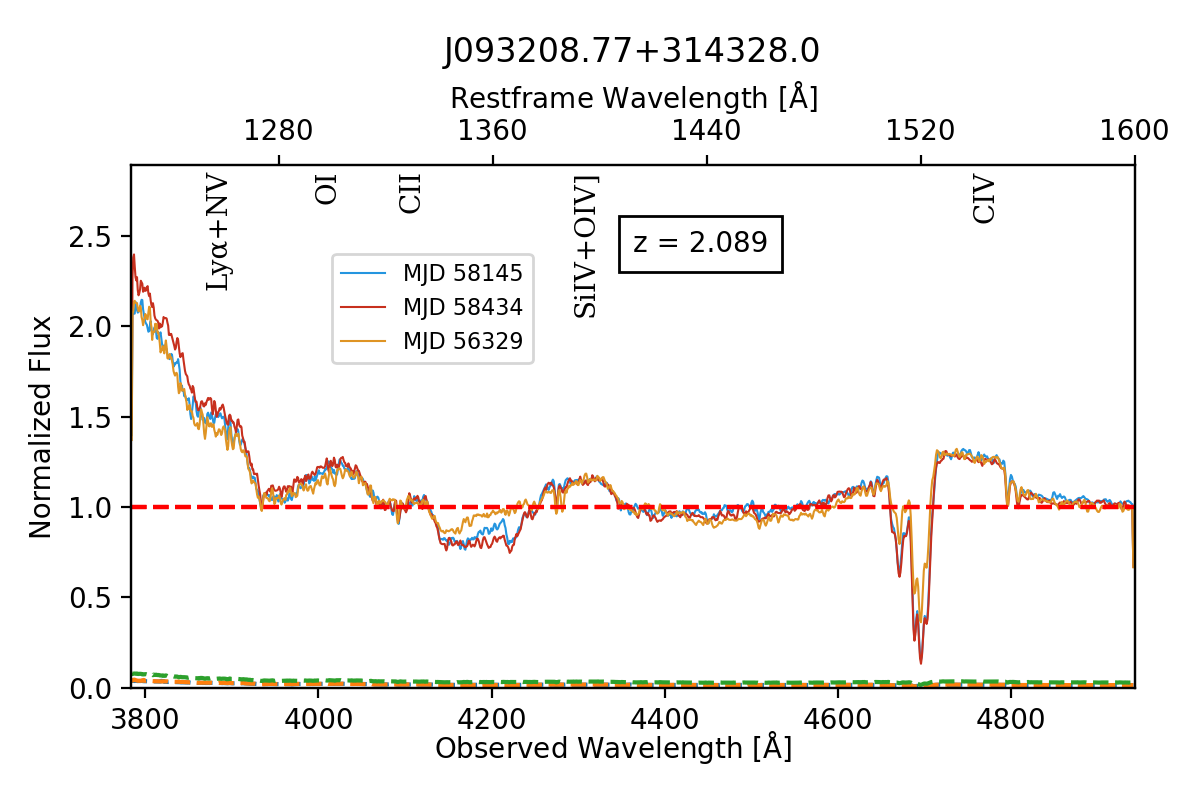 J093208.77+314328.0
Restframe Wavelength [Å]
1280 1360 1440 1520 1600
Lyα+NV
OI
CII
SiIV+OIV]
CIV
z = 2.089
MJD 58145
MJD 58434
MJD 56329
Normalized Flux
2.5
2.0
1.5
1.0
0.5
0.0
3800 4000 4200 4400 4600 4800
Observed Wavelength [Å]